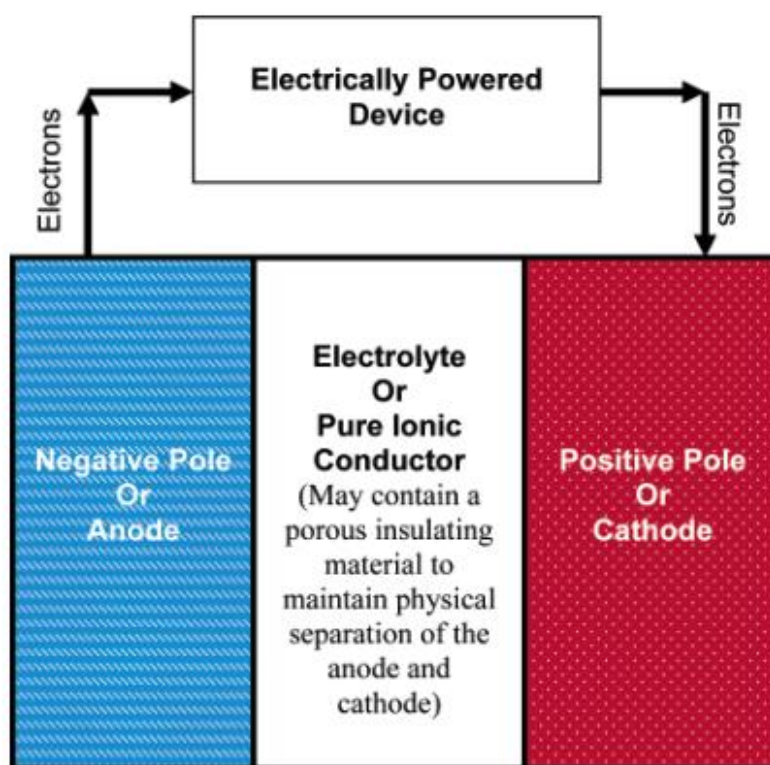 Electrically Powered
Device
Electrons
Electrons
Negative Pole
Or
Anode
Electrolyte
Or
Pure Ionic
Conductor
(May contain a
porous insulating
material to
maintain physical
separation of the
anode and
cathode)
Positive Pole
Or
Cathode